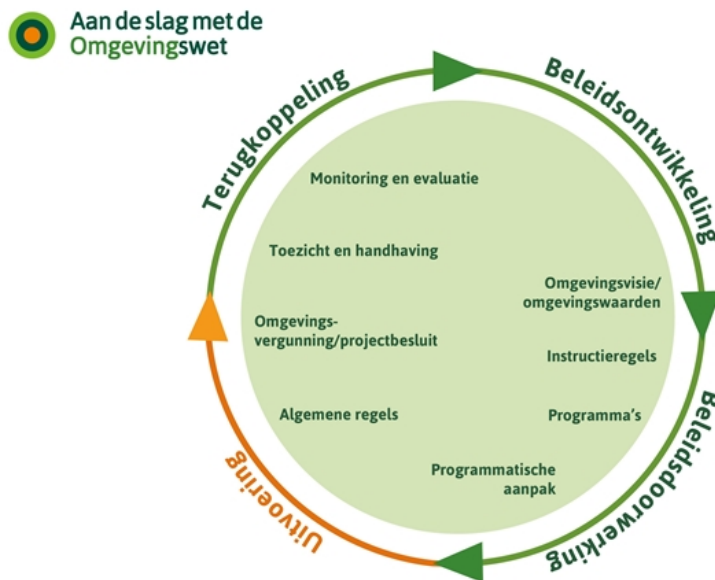 Aan de slag met de
Omgevingswet
Terugkoppeling
Beleidsontwikkeling
Monitoring en evaluatie
Toezicht en handhaving
Omgevingsvisie/
omgevingswaarden
Omgevings-
vergunning/projectbesluit
Instructieregels
Algemene regels
Programma's
Programmatische
aanpak
Uitvoering
Beleidsdoorwerking